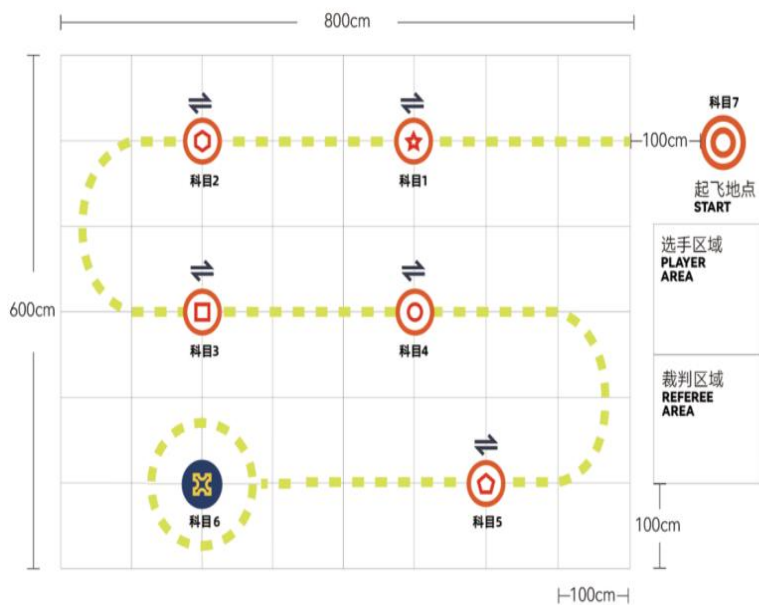 800cm
科目7
科目2
科目1
100cm
起飞地点
START
选手区域
PLAYER
AREA
600cm
科目3
科目4
裁判区域
REFEREE
AREA
科目6
科目5
100cm
100cm